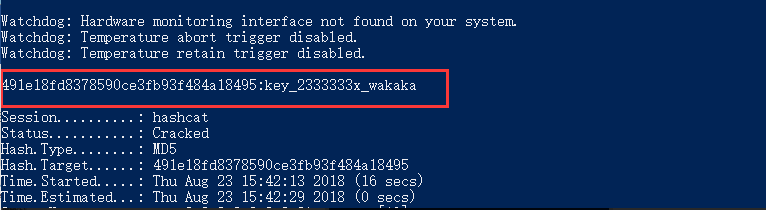 Watchdog: Hardware monitoring interface not found on your system.
Watchdog: Temperature abort trigger disabled.
Watchdog: Temperature retain trigger disabled.
491e18fd8378590ce3fb93f484a18495:key_2333333x_wakaka
Session..........: hashcat
Status...........: Cracked
Hash.Type........: MD5
Hash.Target......: 491e18fd8378590ce3fb93f484a18495
Time.Started.....: Thu Aug 23 15:42:13 2018 (16 secs)
Time.Estimated...: Thu Aug 23 15:42:29 2018 (0 secs)